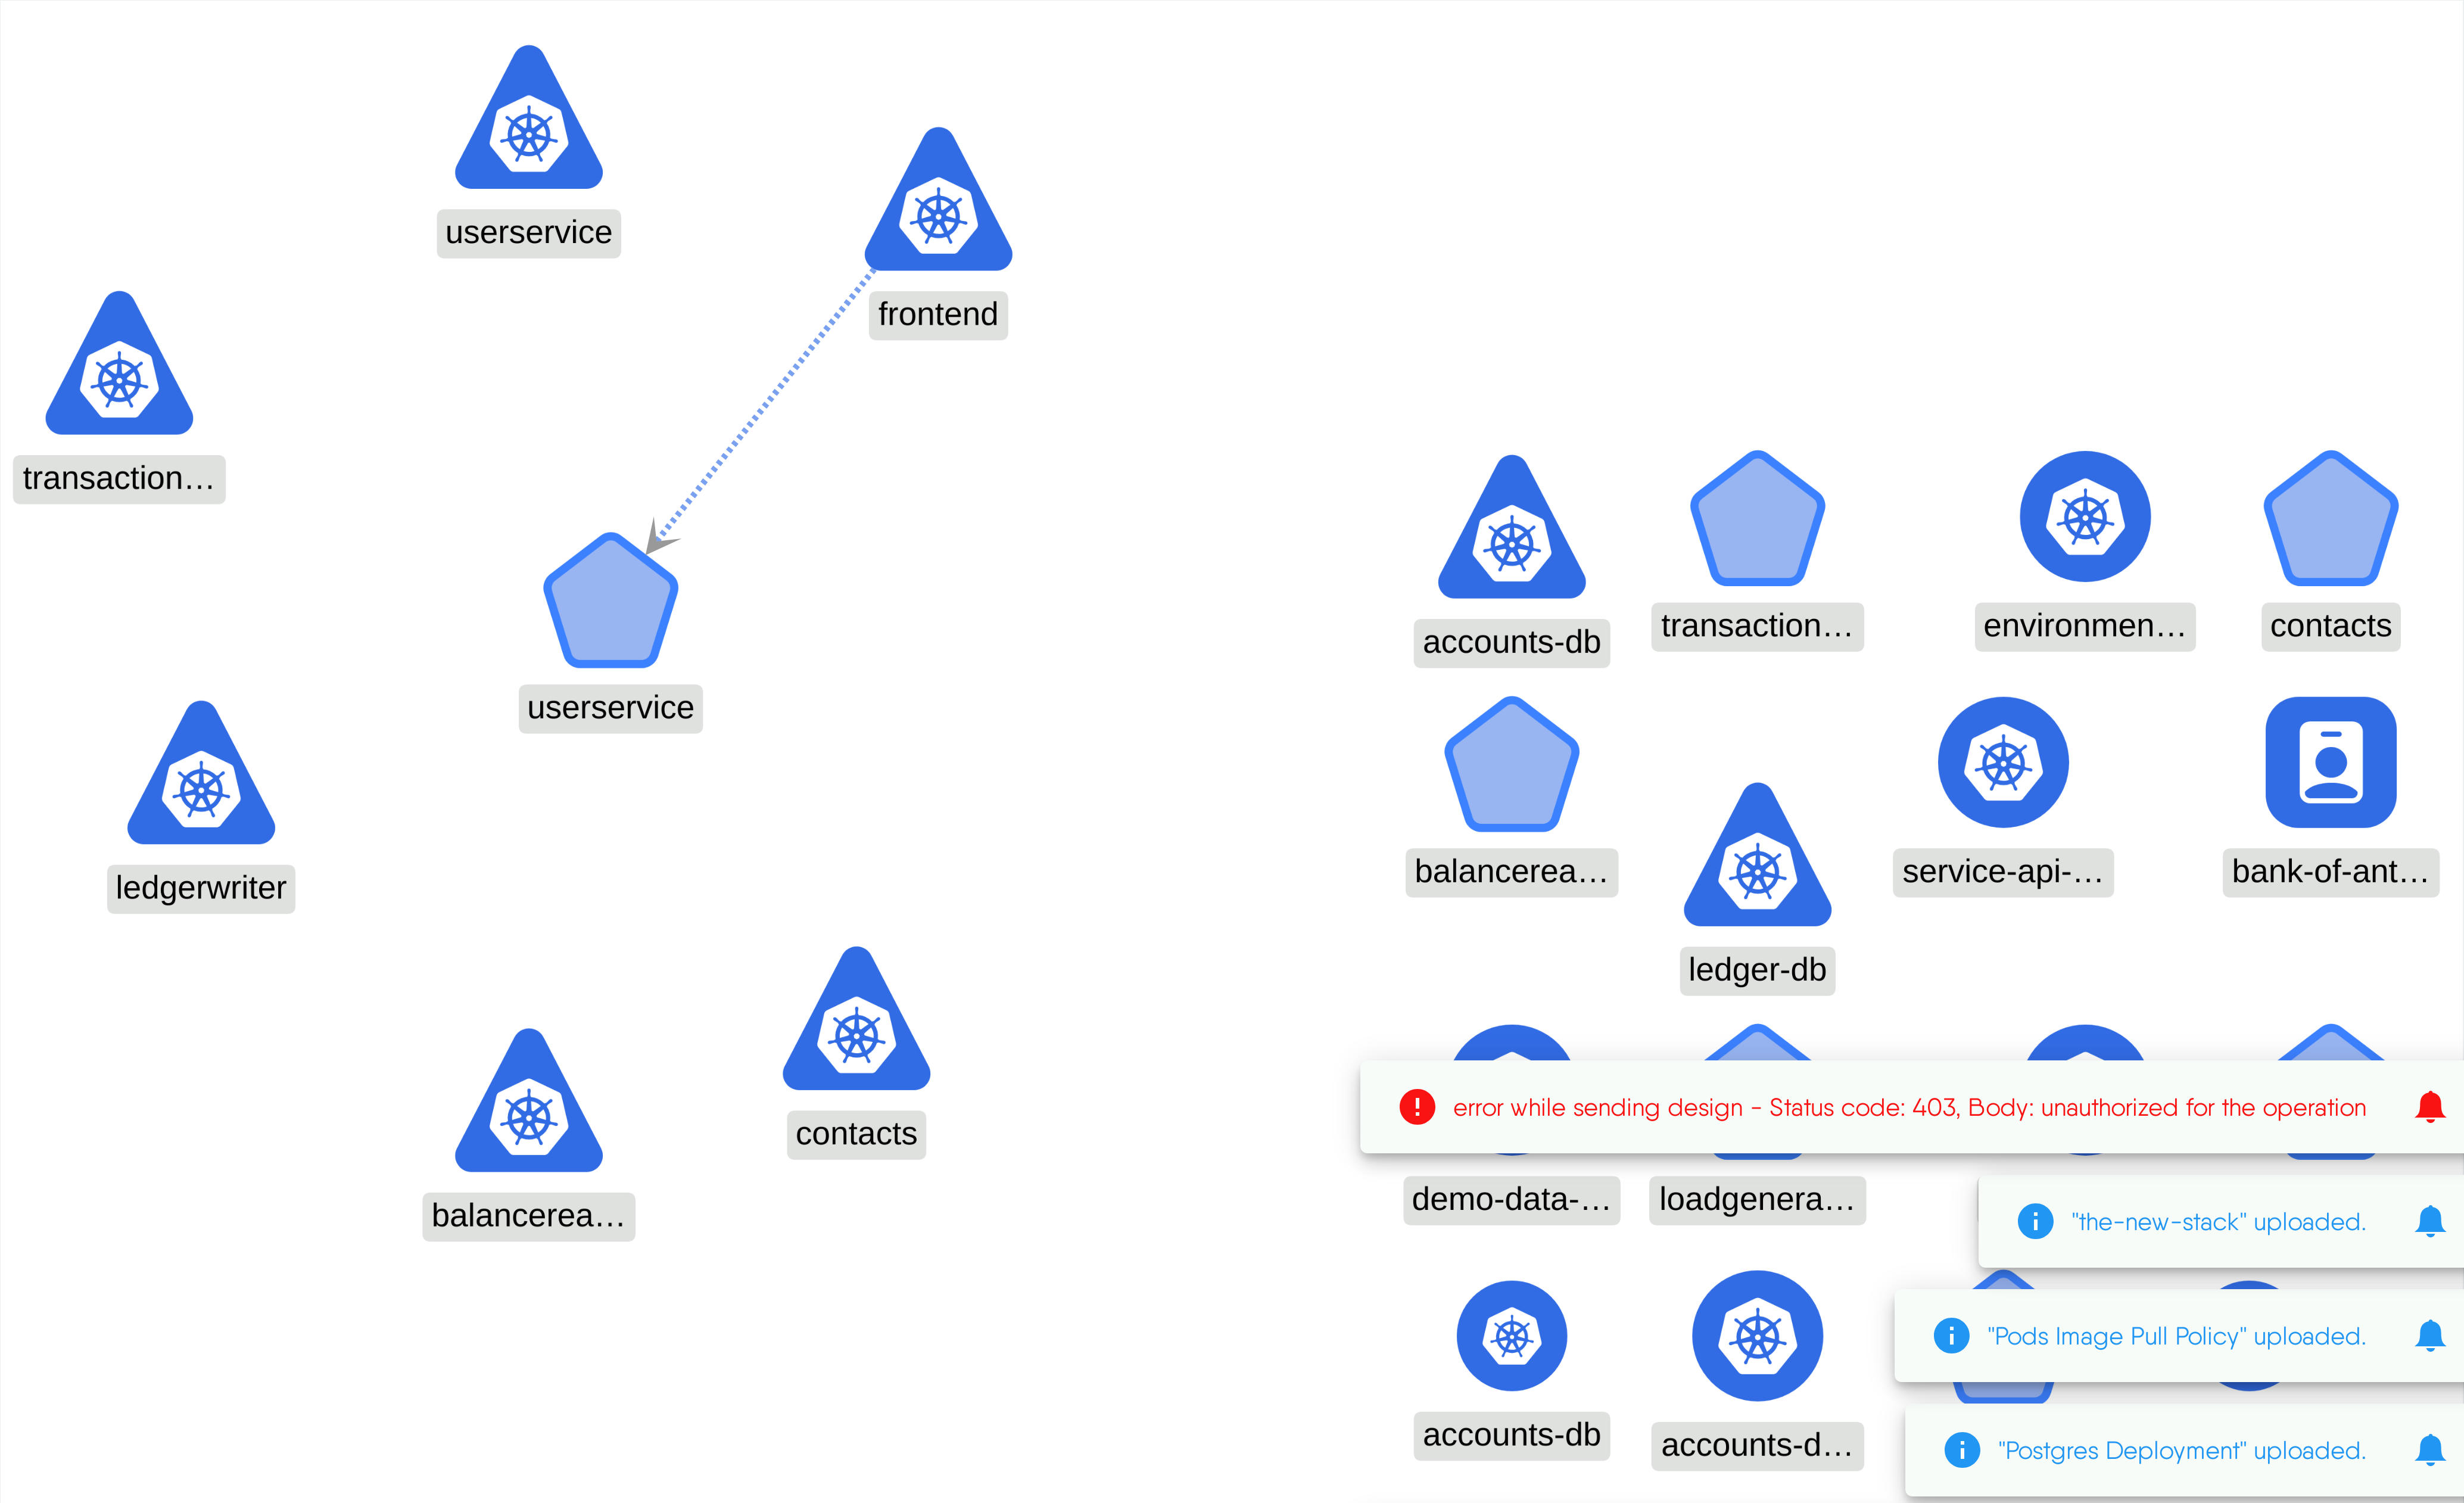 userservice
frontend
transaction…
userservice
accounts-db
transaction…
environmen…
contacts
balancerea…
service-api-…
bank-of-ant…
ledgerwriter
ledger-db
contacts
balancerea…
error while sending design - Status code: 403, Body: unauthorized for the operation
demo-data-…
loadgenera…
"the-new-stack" uploaded.
"Pods Image Pull Policy" uploaded.
accounts-db
accounts-d…
"Postgres Deployment" uploaded.